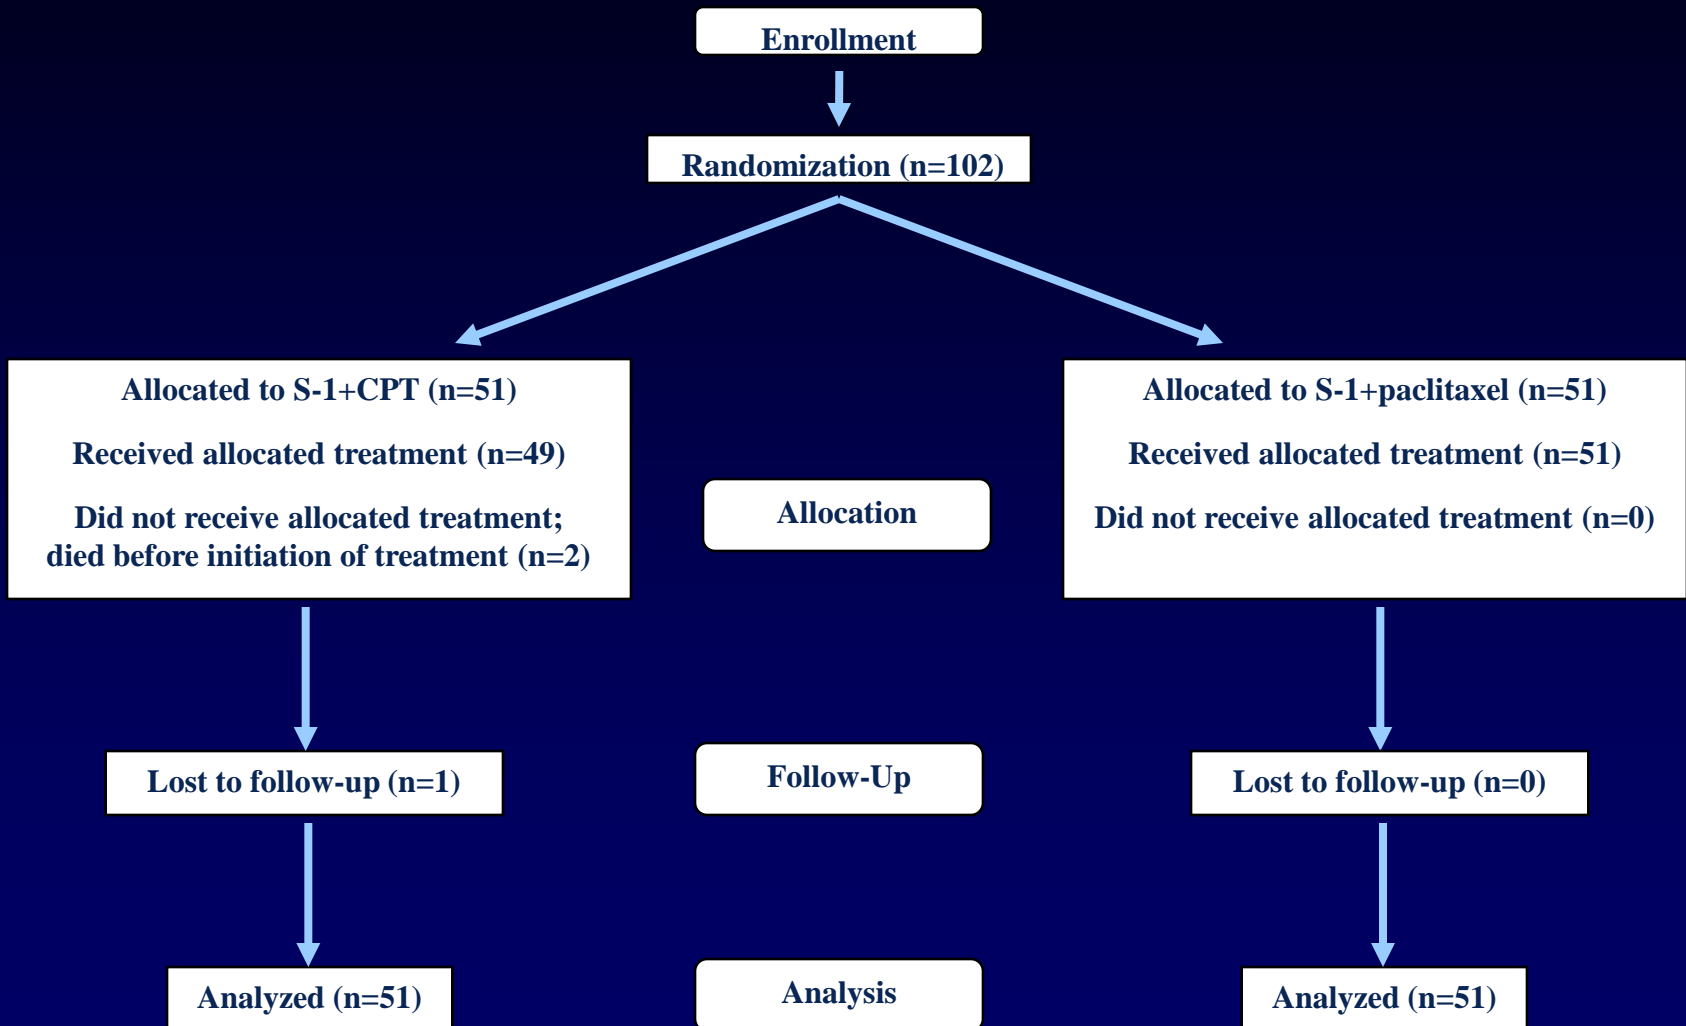 Enrollment
Randomization (n=102)
Allocated to S-1+CPT (n=51)
Received allocated treatment (n=49)
Did not receive allocated treatment;
died before initiation of treatment (n=2)
Allocation
Allocated to S-1+paclitaxel (n=51)
Received allocated treatment (n=51)
Did not receive allocated treatment (n=0)
Lost to follow-up (n=1)
Follow-Up
Lost to follow-up (n=0)
Analyzed (n=51)
Analysis
Analyzed (n=51)